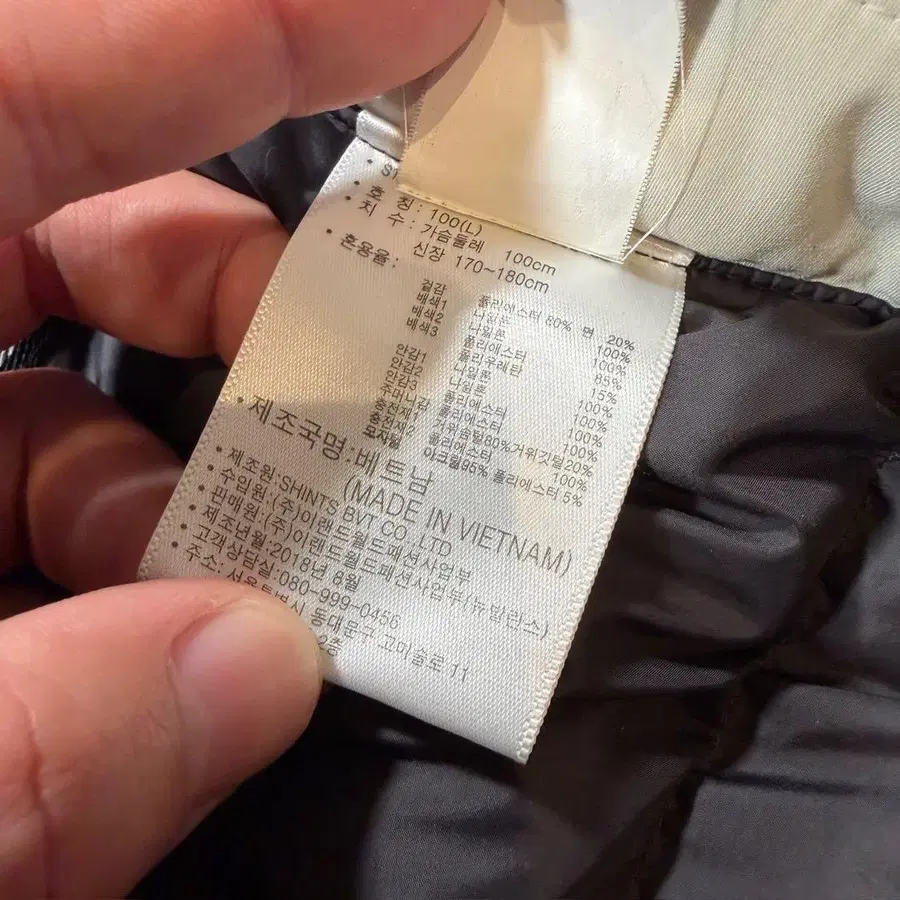 호 칭 : 100(L)
치 수 : 가슴둘레 100cm
신장 170~180cm
혼용율 :
겉감 폴리에스터 80% 면 20%
배색1 나일론 100%
배색2 나일론 100%
배색3 폴리에스터 85%
폴리우레탄 15%
안감1 나일론 100%
안감2 나일론 100%
안감3 폴리에스터 100%
주머니감 폴리에스터 100%
충전재1 거위솜털80%거위깃털20%
충전재2 폴리에스터 100%
모자털 아크릴95% 폴리에스터 5%
제조국명 : 베트남
(MADE IN VIETNAM)
제조원:SHINTS BVT CO.,LTD
수입원:(주)이랜드월드패션사업부
판매원:(주)이랜드월드패션사업부(뉴발란스)
제조년월:2018년 8월
고객상담실:080-999-0456
주소: 서울특별시 동대문구 고미술로 11
2층